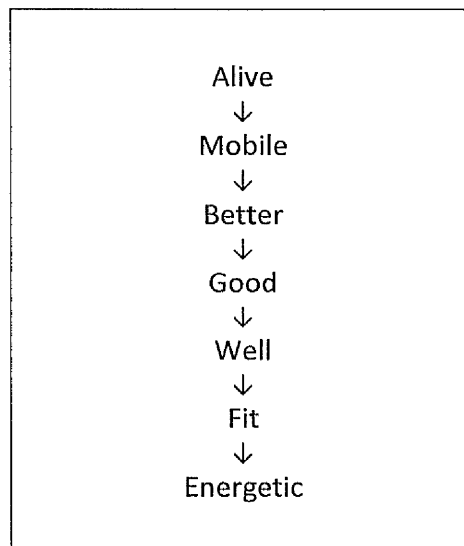 Alive
↓
Mobile
↓
Better
↓
Good
↓
Well
↓
Fit
↓
Energetic